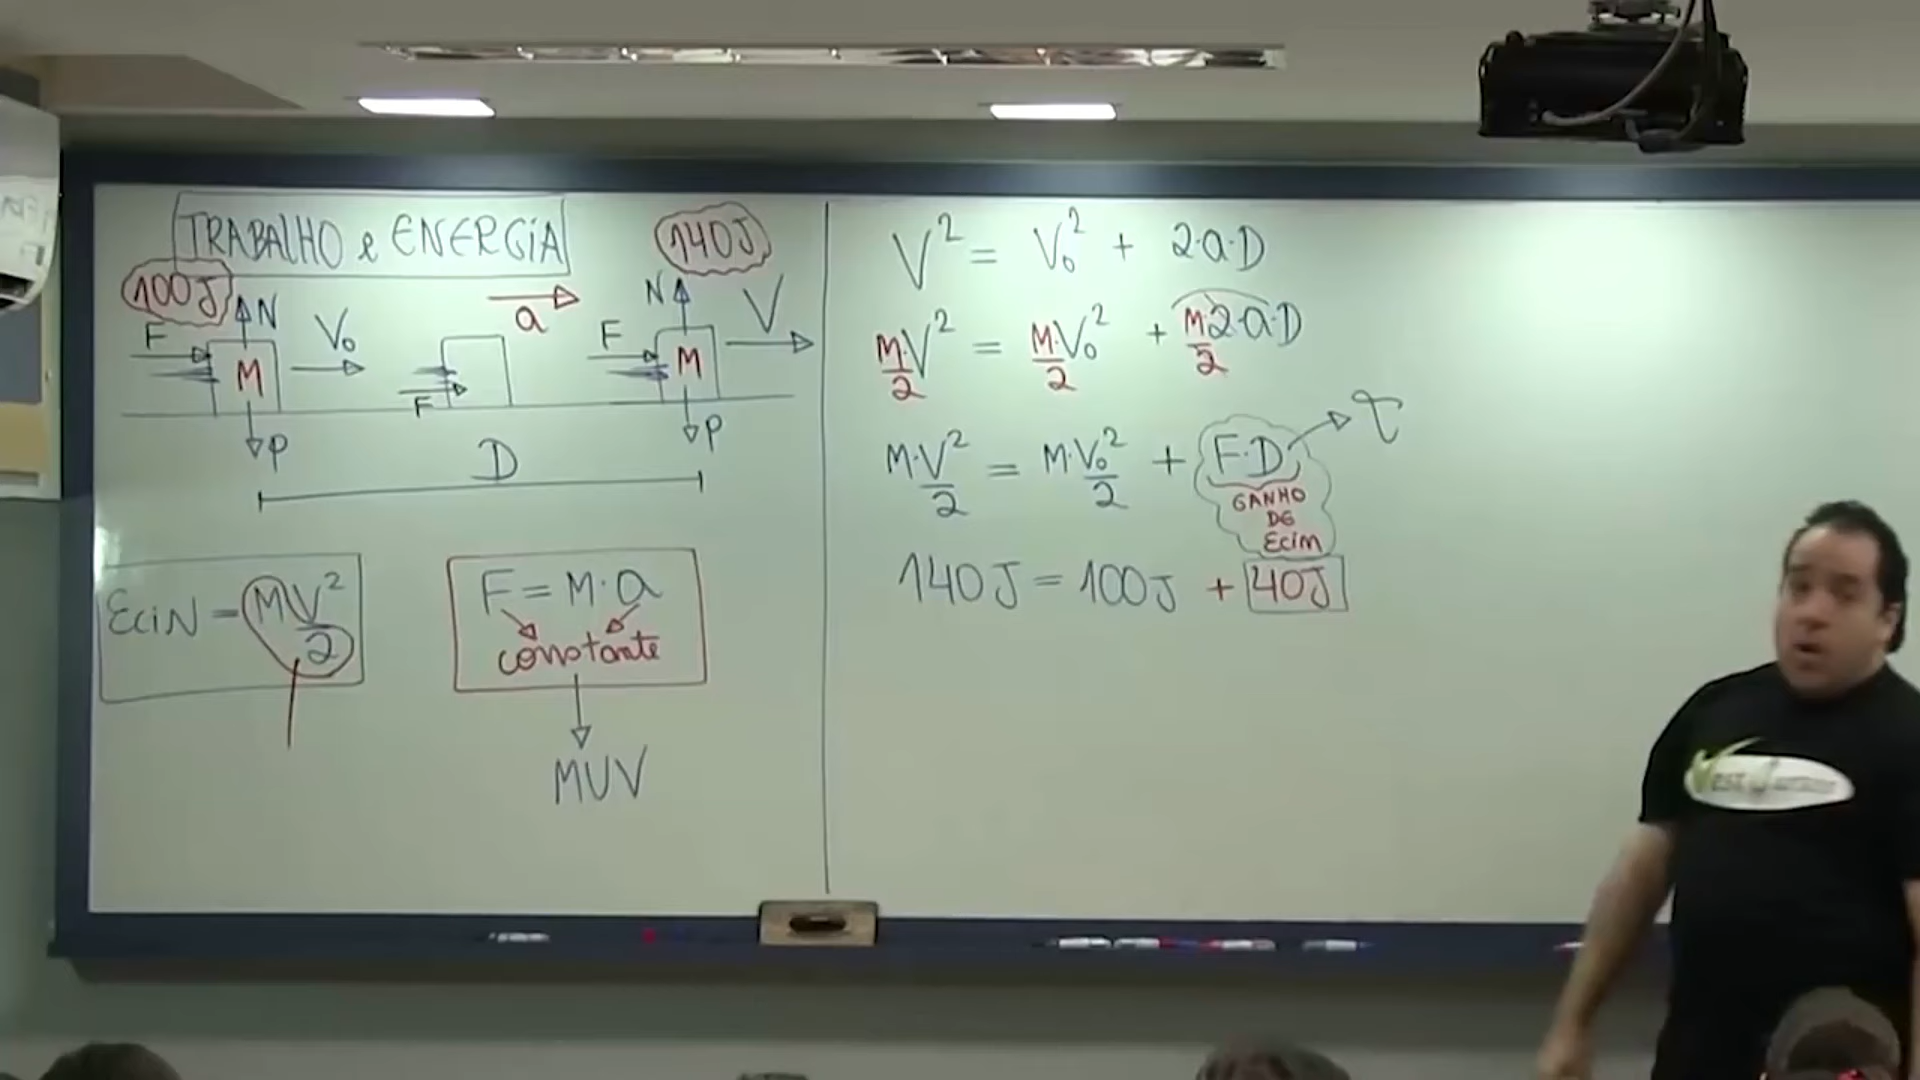 TRABALHO e ENERGIA
100J
140J
N
F
V₀
M
P
a
F
N
F
V
M
P
D
EciN = MV²/2
F = M·a
constante
MUV
V² = V₀² + 2·a·D
M·V²/2 = M·V₀²/2 + M·2·a·D/2
M·V²/2 = M·V₀²/2 + F·D → τ
GANHO
DE
Ecin
140J = 100J + 40J